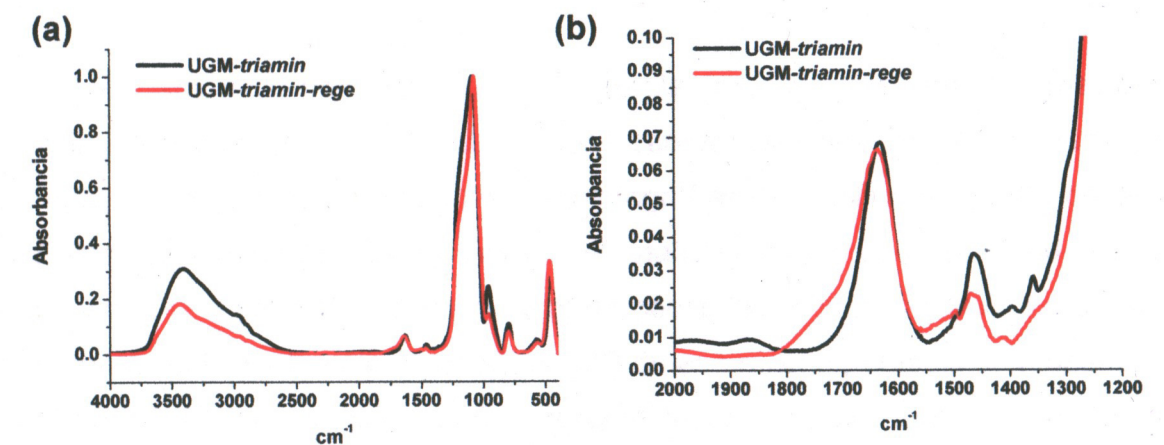 (a)
UGM-triamin
UGM-triamin-rege
Absorbancia
1.0
0.8
0.6
0.4
0.2
0.0
4000 3500 3000 2500 2000 1500 1000 500
cm-1
(b)
UGM-triamin
UGM-triamin-rege
Absorbancia
0.10
0.09
0.08
0.07
0.06
0.05
0.04
0.03
0.02
0.01
0.00
2000 1900 1800 1700 1600 1500 1400 1300 1200
cm-1